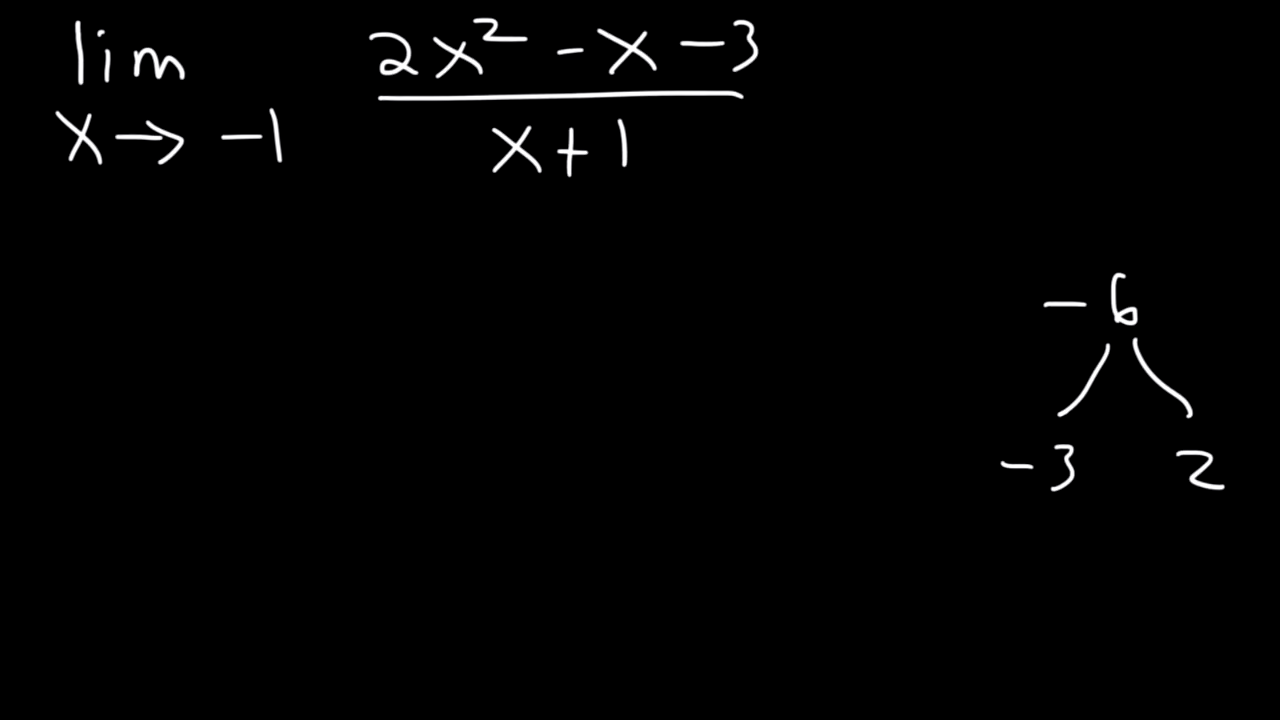 lim 2x² - x - 3
x → -1 x + 1
- 6
- 3 2